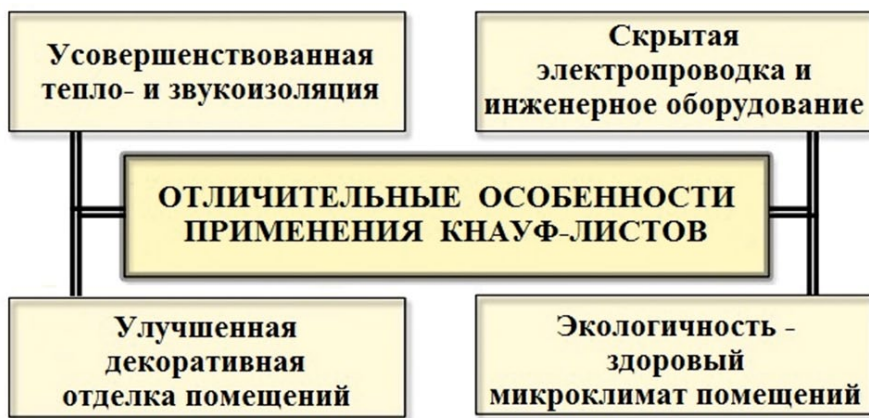 Усовершенствованная
тепло- и звукоизоляция
Скрытая
электропроводка и
инженерное оборудование
ОТЛИЧИТЕЛЬНЫЕ ОСОБЕННОСТИ
ПРИМЕНЕНИЯ КНАУФ-ЛИСТОВ
Улучшенная
декоративная
отделка помещений
Экологичность -
здоровый
микроклимат помещений